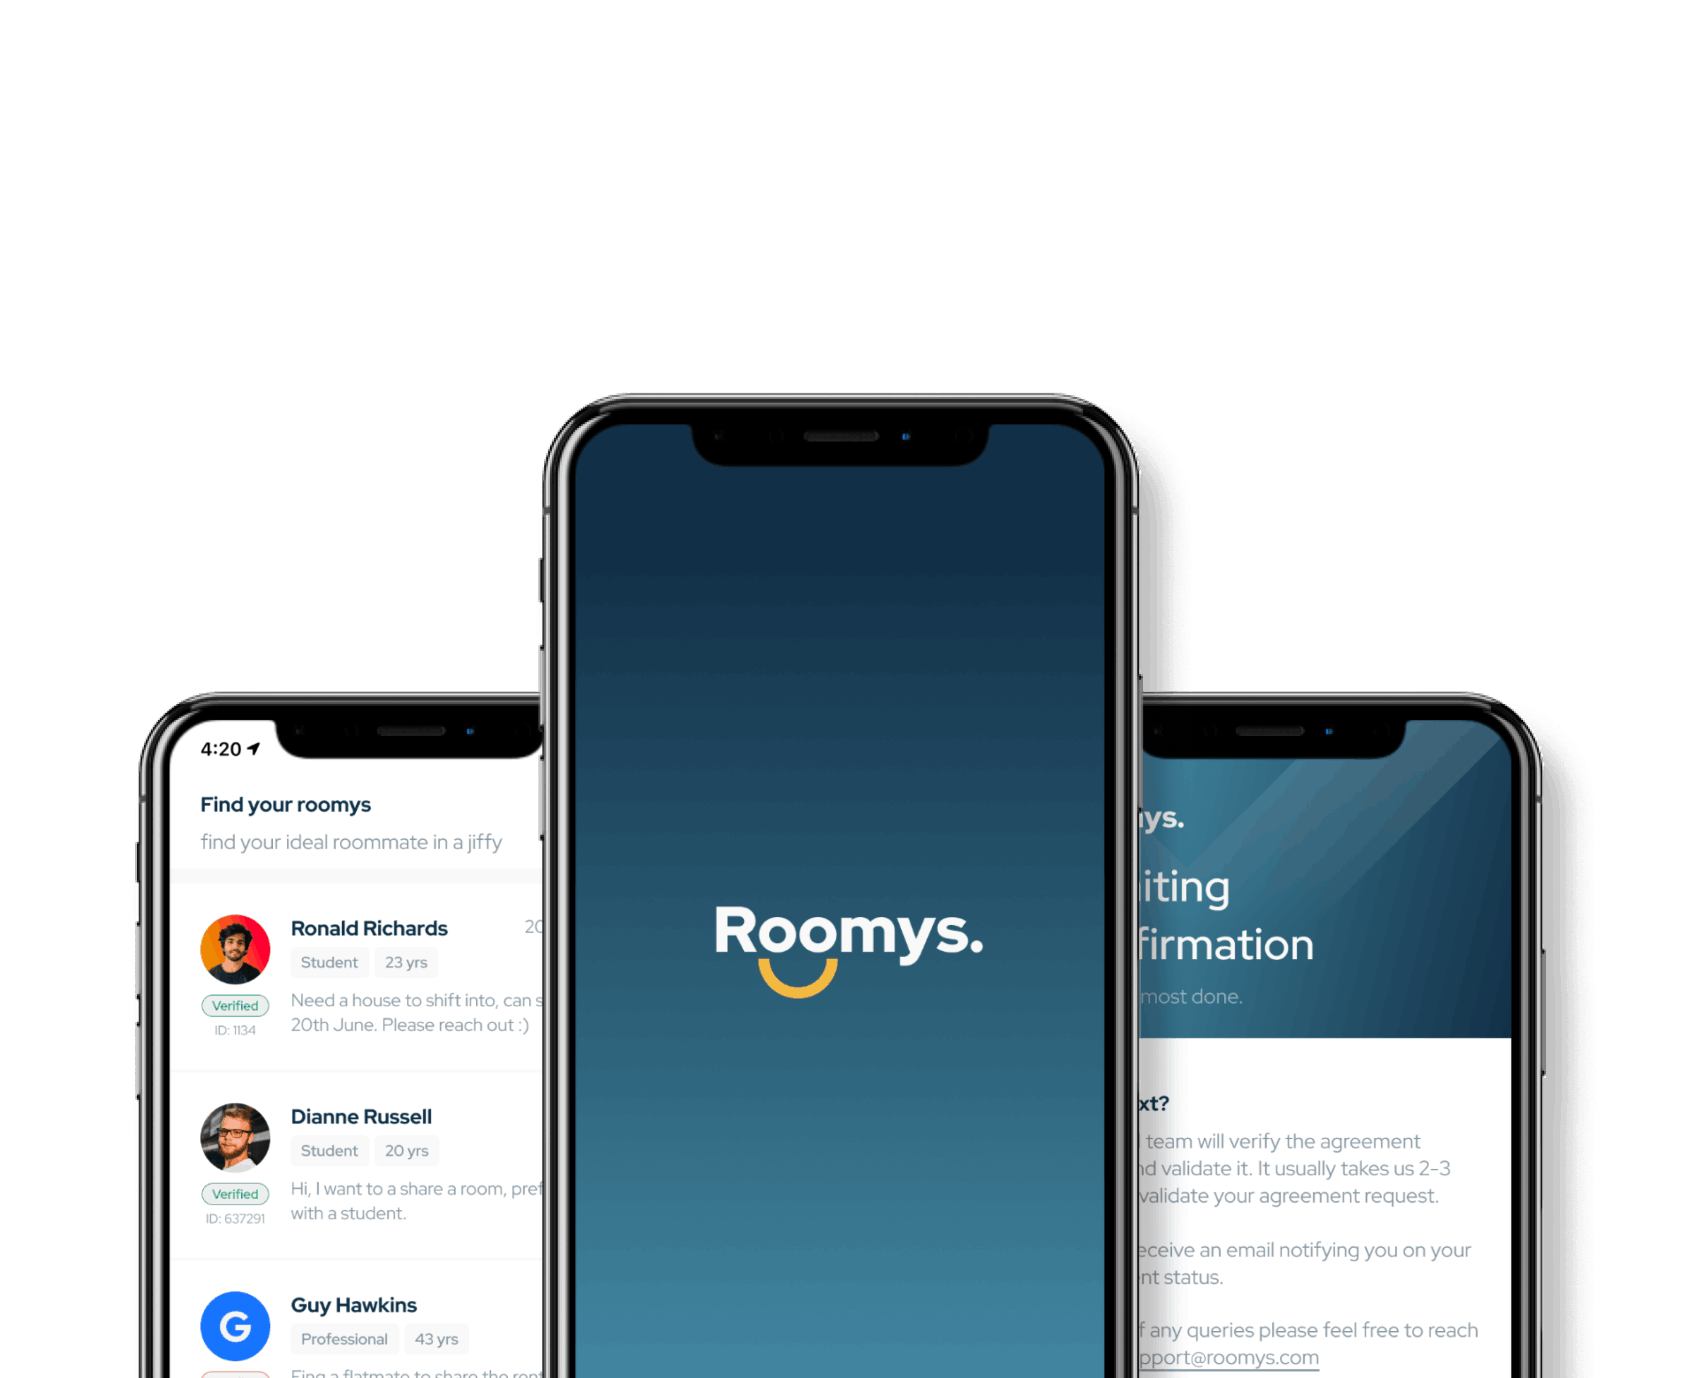 4:20
Find your roomys
find your ideal roommate in a jiffy
Ronald Richards
20
Student
23 yrs
Need a house to shift into, can s
20th June. Please reach out :)
Verified
ID: 1134
Dianne Russell
Student
20 yrs
Hi, I want to a share a room, pref
with a student.
Verified
ID: 637291
G
Guy Hawkins
Professional
43 yrs
Fing a flatmate to share the rent
Roomys.
ys.
iting
firmation
most done.
xt?
team will verify the agreement
nd validate it. It usually takes us 2-3
validate your agreement request.
eceive an email notifying you on your
nt status.
f any queries please feel free to reach
pport@roomys.com